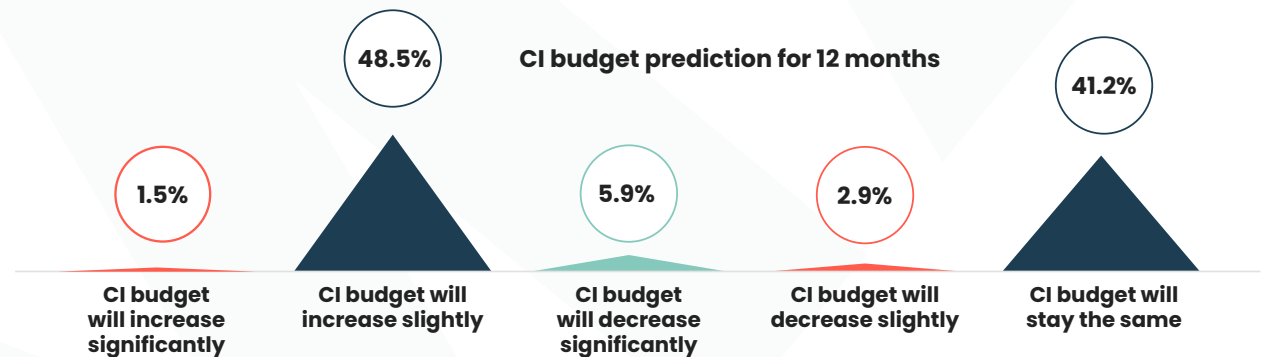 CI budget prediction for 12 months
1.5%
48.5%
5.9%
2.9%
41.2%
CI budget
will increase
significantly
CI budget will
increase slightly
CI budget
will decrease
significantly
CI budget will
decrease slightly
CI budget will
stay the same